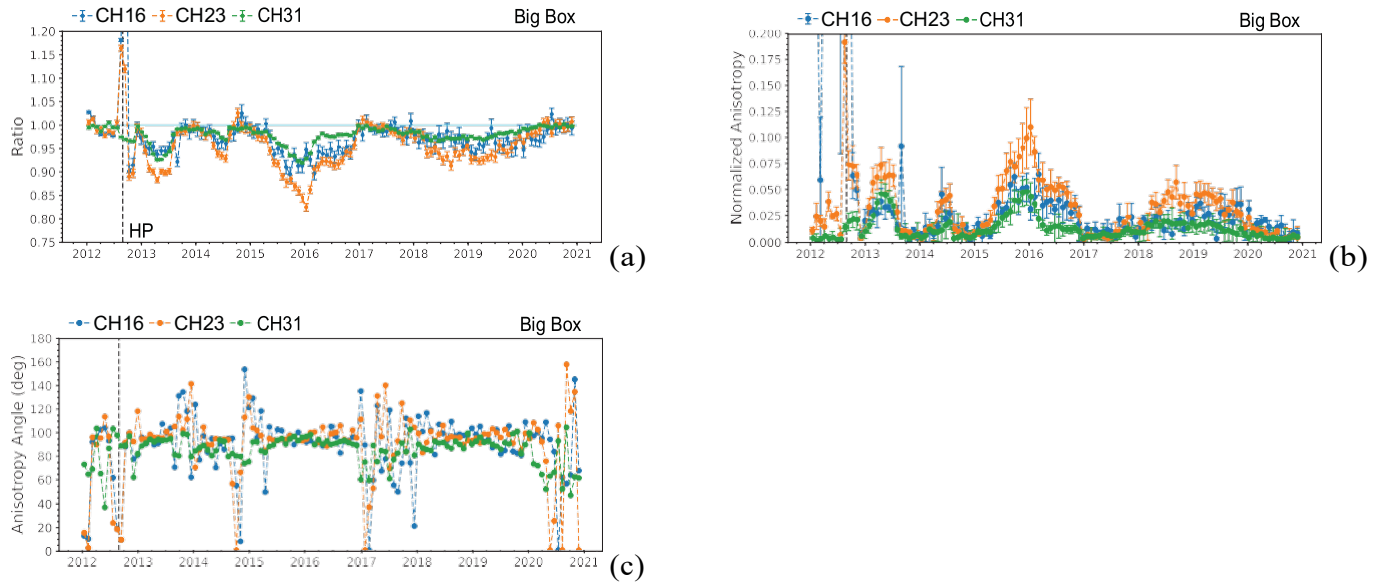 CH16 CH23 CH31 Big Box
1.20
1.15
1.10
1.05
1.00
0.95
0.90
0.85
0.80
0.75
Ratio
HP
2012 2013 2014 2015 2016 2017 2018 2019 2020 2021
(a)
CH16 CH23 CH31 Big Box
0.200
0.175
0.150
0.125
0.100
0.075
0.050
0.025
0.000
Normalized Anisotropy
2012 2013 2014 2015 2016 2017 2018 2019 2020 2021
(b)
CH16 CH23 CH31 Big Box
180
160
140
120
100
80
60
40
20
0
Anisotropy Angle (deg)
2012 2013 2014 2015 2016 2017 2018 2019 2020 2021
(c)